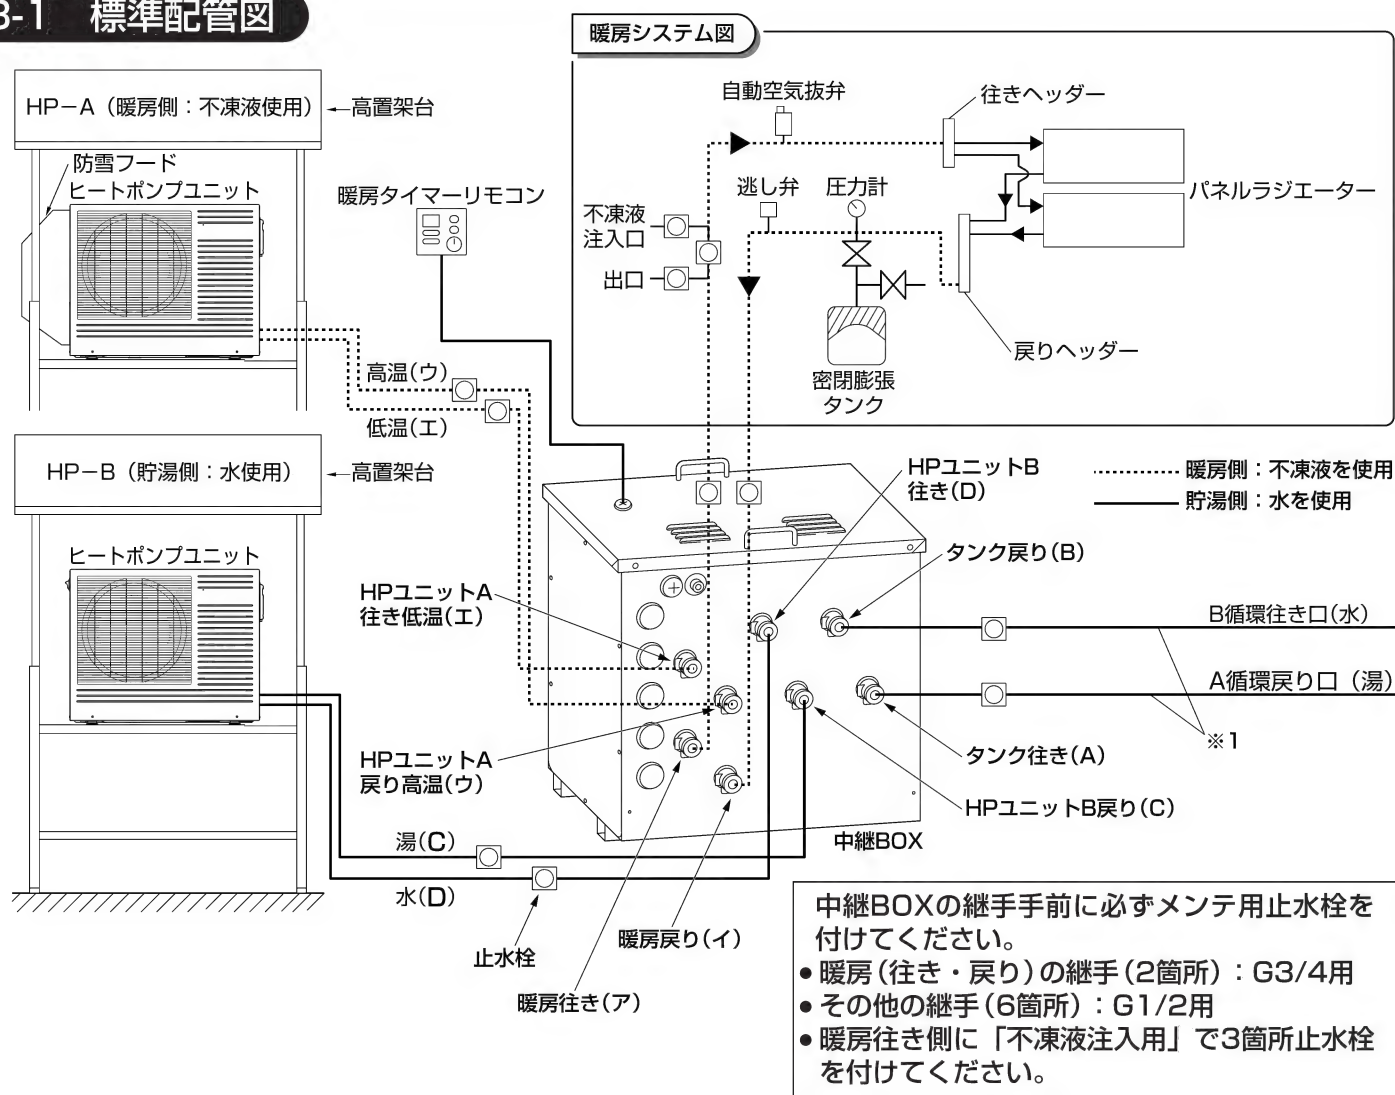 3-1 標準配管図
暖房システム図
HP－A（暖房側：不凍液使用）
高置架台
防雪フード
ヒートポンプユニット
暖房タイマーリモコン
自動空気抜弁
往きヘッダー
不凍液
注入口
出口
逃し弁
圧力計
パネルラジエーター
戻りヘッダー
密閉膨張
タンク
高温(ウ)
低温(エ)
HP－B（貯湯側：水使用）
高置架台
ヒートポンプユニット
HPユニットB
往き(D)
暖房側：不凍液を使用
貯湯側：水を使用
タンク戻り(B)
HPユニットA
往き低温(エ)
B循環往き口(水)
A循環戻り口（湯）
※1
HPユニットA
戻り高温(ウ)
タンク往き(A)
HPユニットB戻り(C)
中継BOX
湯(C)
水(D)
止水栓
暖房戻り(イ)
暖房往き(ア)
中継BOXの継手手前に必ずメンテ用止水栓を
付けてください。
●暖房(往き・戻り)の継手(2箇所)：G3/4用
●その他の継手(6箇所)：G1/2用
●暖房往き側に「不凍液注入用」で3箇所止水栓
を付けてください。